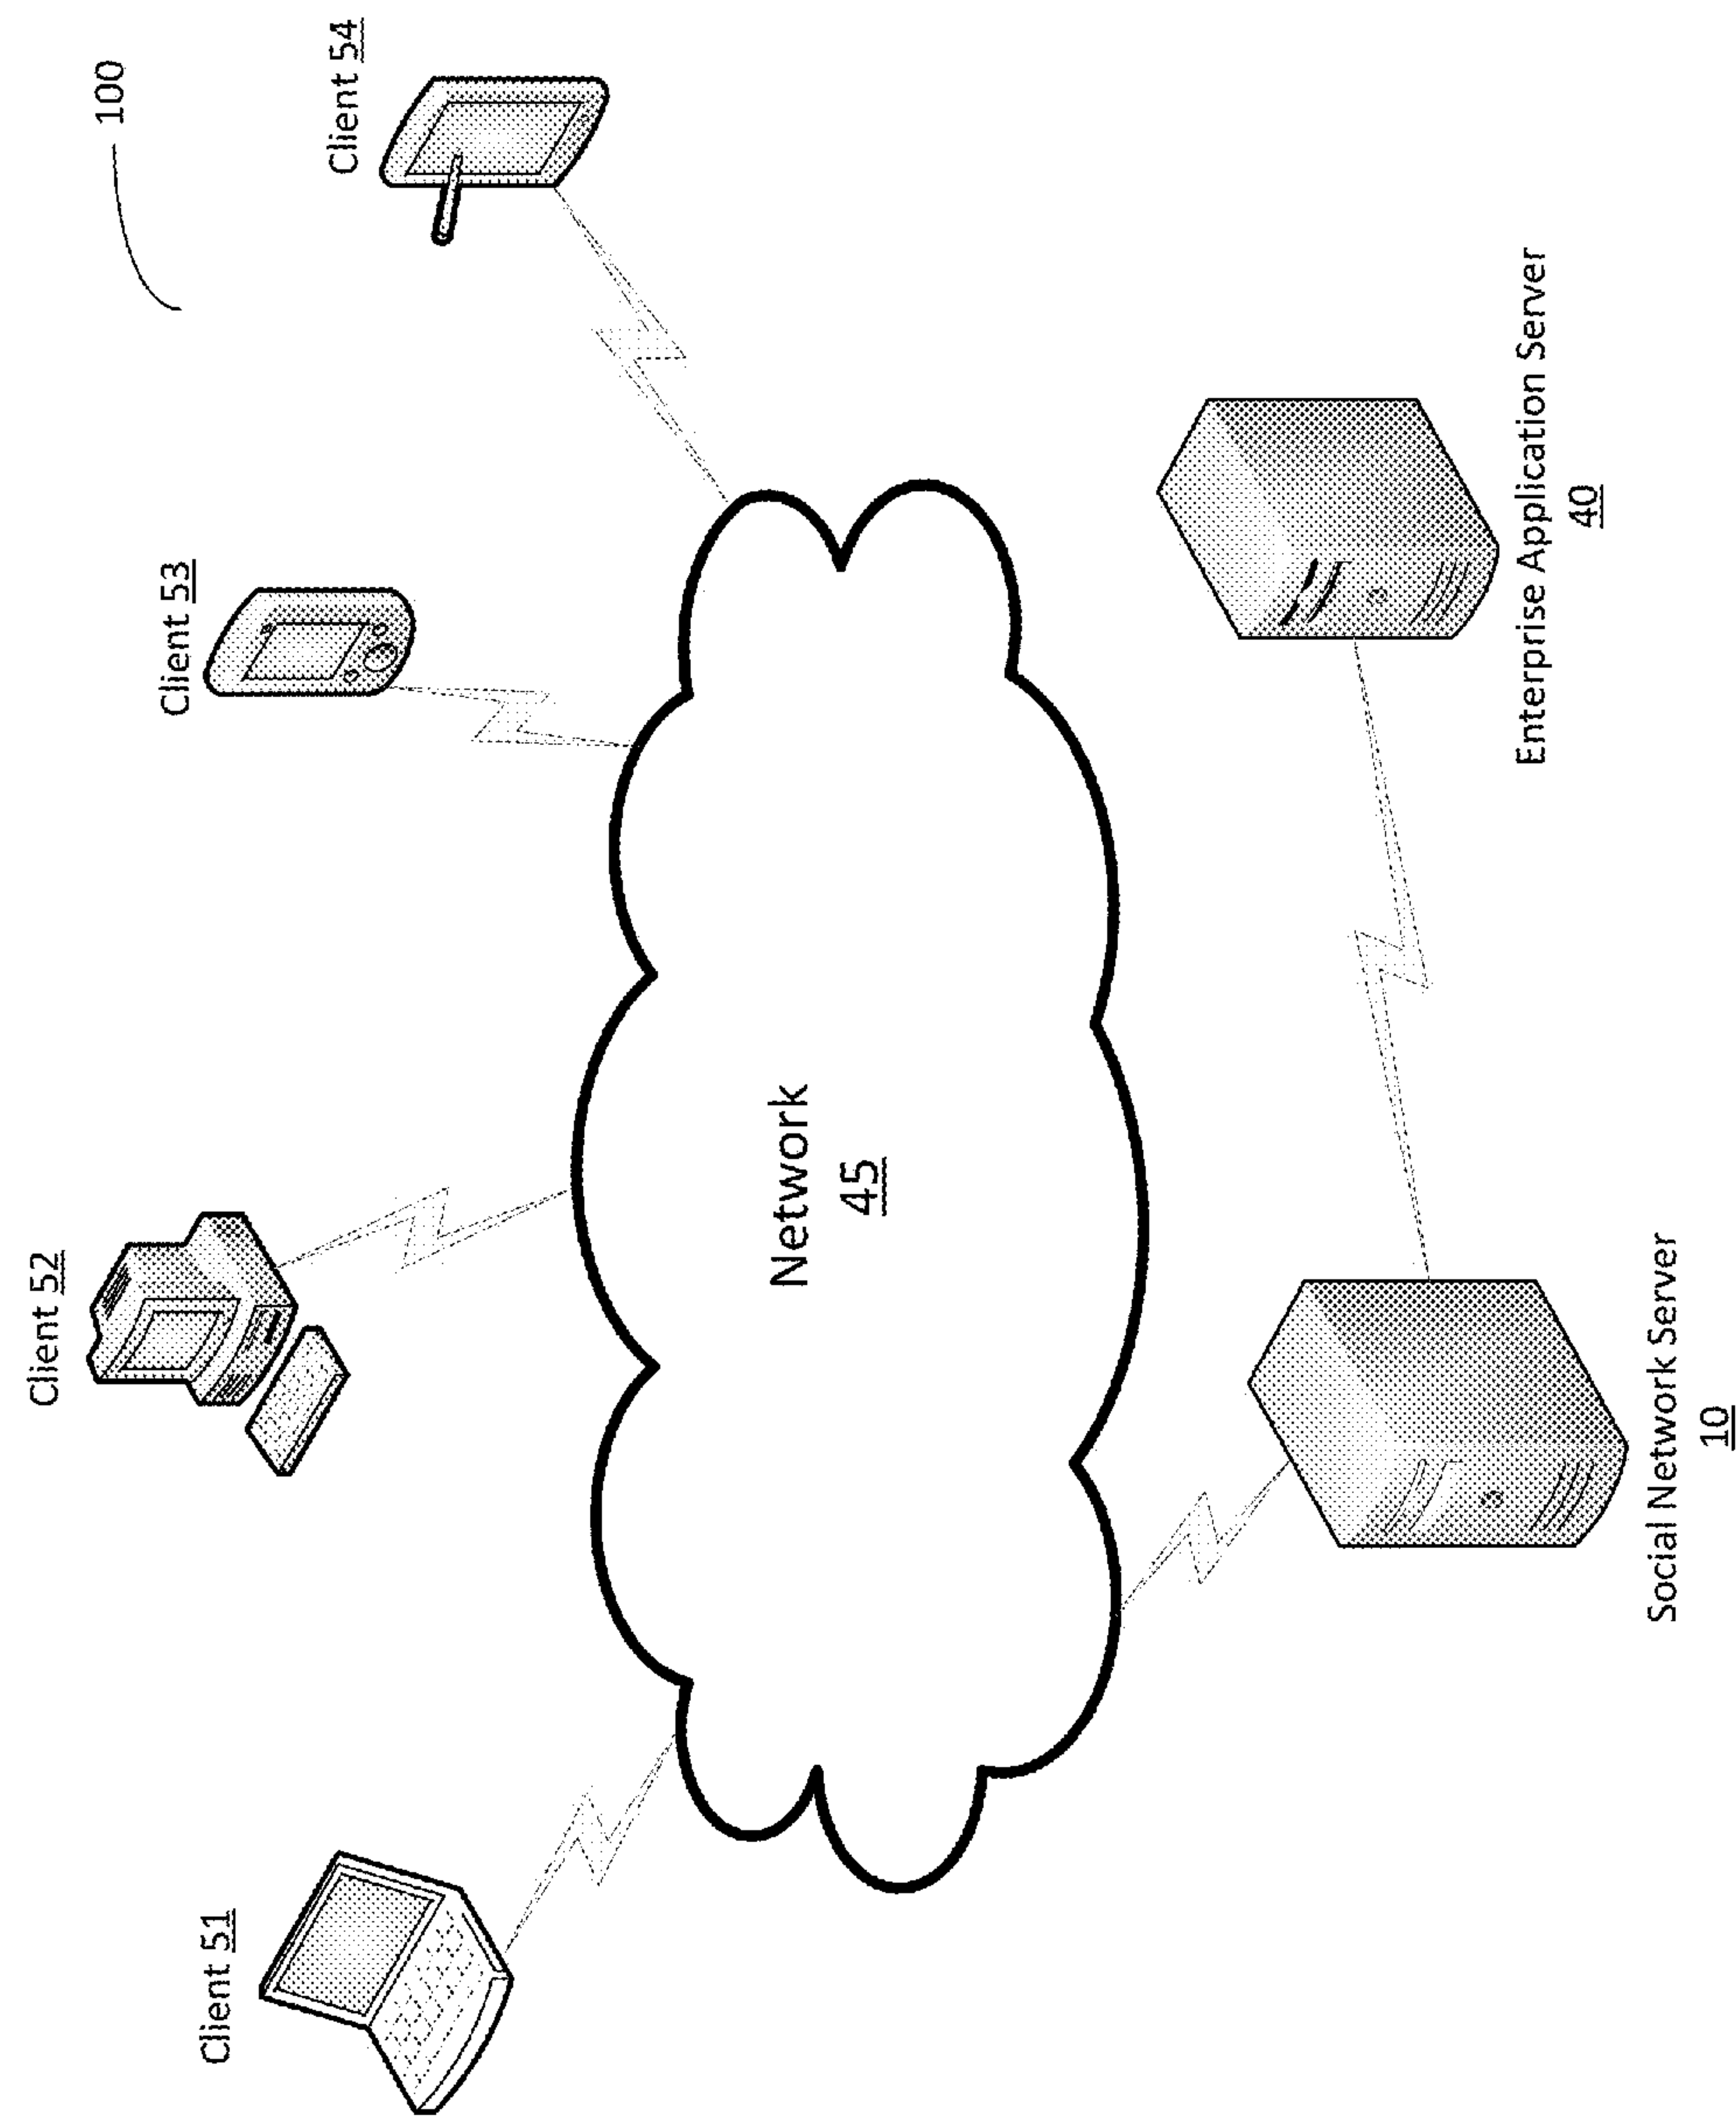 100
Client 52
Client 53
Client 51
Client 54
Network
45
Enterprise Application Server
40
Social Network Server
10